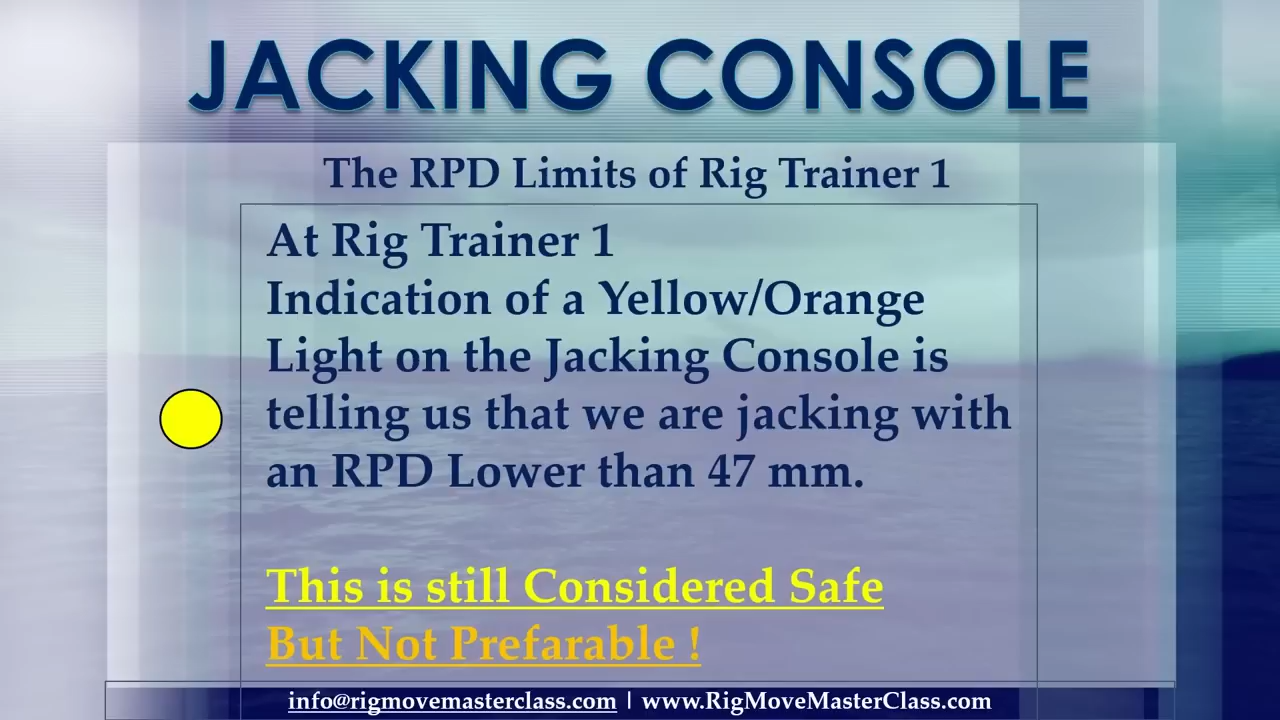 JACKING CONSOLE
The RPD Limits of Rig Trainer 1
At Rig Trainer 1
Indication of a Yellow/Orange
Light on the Jacking Console is
telling us that we are jacking with
an RPD Lower than 47 mm.
This is still Considered Safe
But Not Prefarable !
info@rigmovemasterclass.com | www.RigMoveMasterClass.com